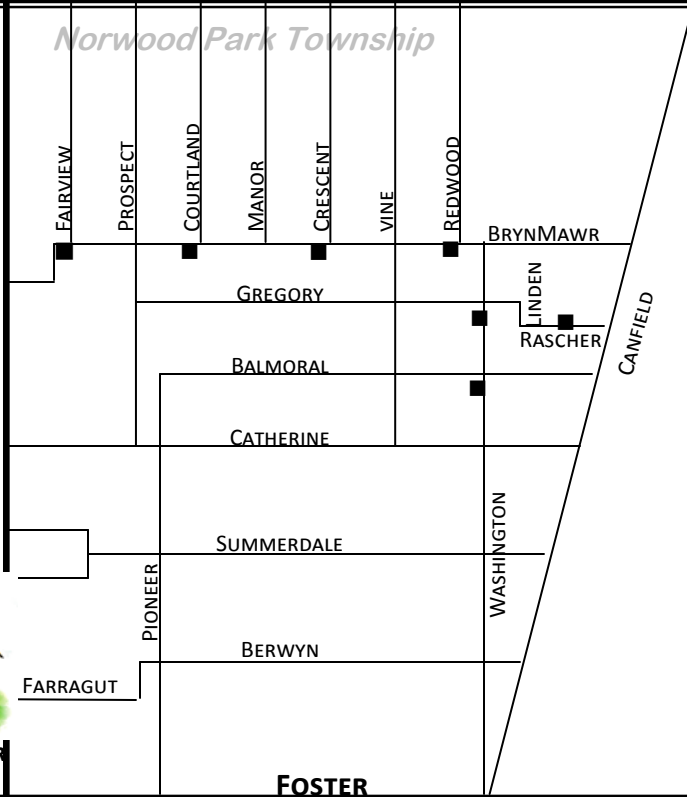 Norwood Park Township
FAIRVIEW
PROSPECT
COURTLAND
MANOR
CRESCENT
VINE
REDWOOD
BRYNMAWR
GREGORY
LINDEN
RASCHER
CANFIELD
BALMORAL
CATHERINE
WASHINGTON
SUMMERDALE
PIONEER
BERWYN
FARRAGUT
FOSTER